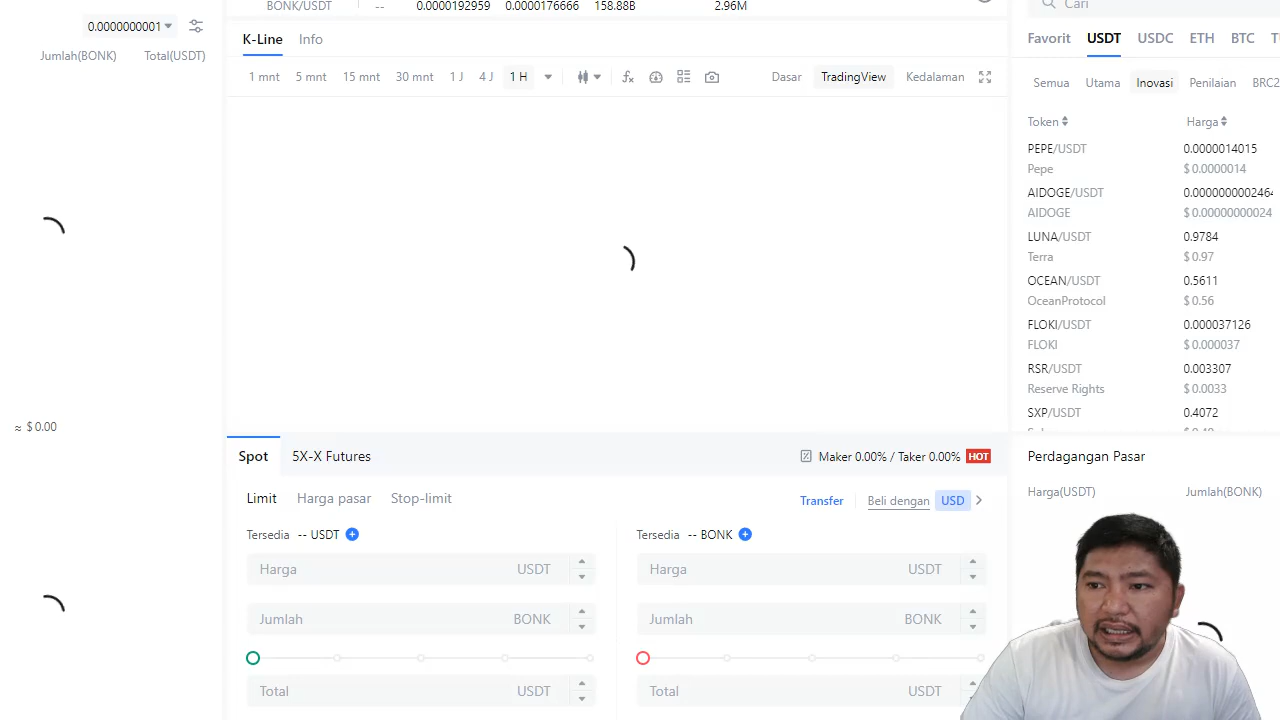 BONK/USDT -- 0.0000192959 0.0000176666 158.88B 2.96M
0.0000000001
Jumlah(BONK) Total(USDT)
≈ $ 0.00
K-Line Info
1 mnt 5 mnt 15 mnt 30 mnt 1 J 4 J 1 H
Dasar TradingView Kedalaman
Spot 5X-X Futures
Maker 0.00% / Taker 0.00% HOT
Limit Harga pasar Stop-limit
Transfer Beli dengan USD
Tersedia -- USDT
Harga USDT
Jumlah BONK
Total USDT
Tersedia -- BONK
Harga USDT
Jumlah BONK
Total USDT
Cari
Favorit USDT USDC ETH BTC
Semua Utama Inovasi Penilaian BRC2
Token Harga
PEPE/USDT 0.0000014015
Pepe $ 0.0000014
AIDOGE/USDT 0.000000000246
AIDOGE $ 0.00000000024
LUNA/USDT 0.9784
Terra $ 0.97
OCEAN/USDT 0.5611
OceanProtocol $ 0.56
FLOKI/USDT 0.000037126
FLOKI $ 0.000037
RSR/USDT 0.003307
Reserve Rights $ 0.0033
SXP/USDT 0.4072
Perdagangan Pasar
Harga(USDT) Jumlah(BONK)